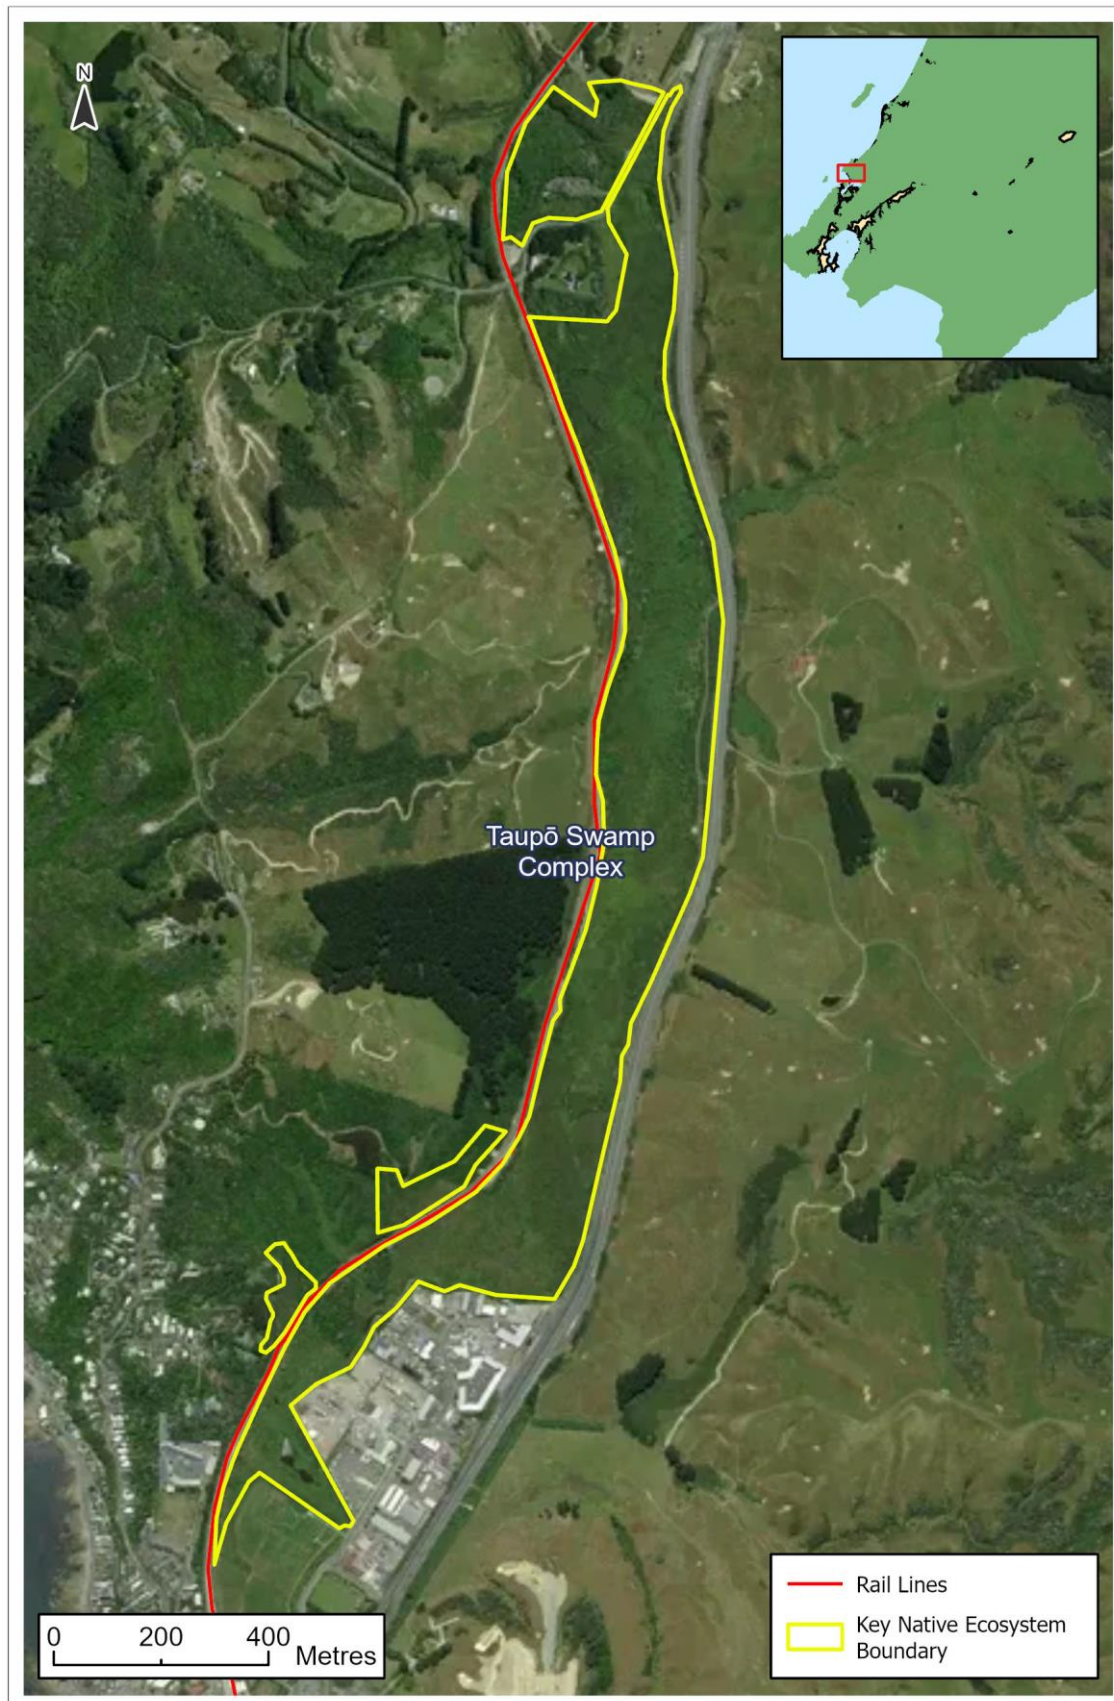 N
Taupō Swamp
Complex
0 200 400
Metres
Rail Lines
Key Native Ecosystem
Boundary